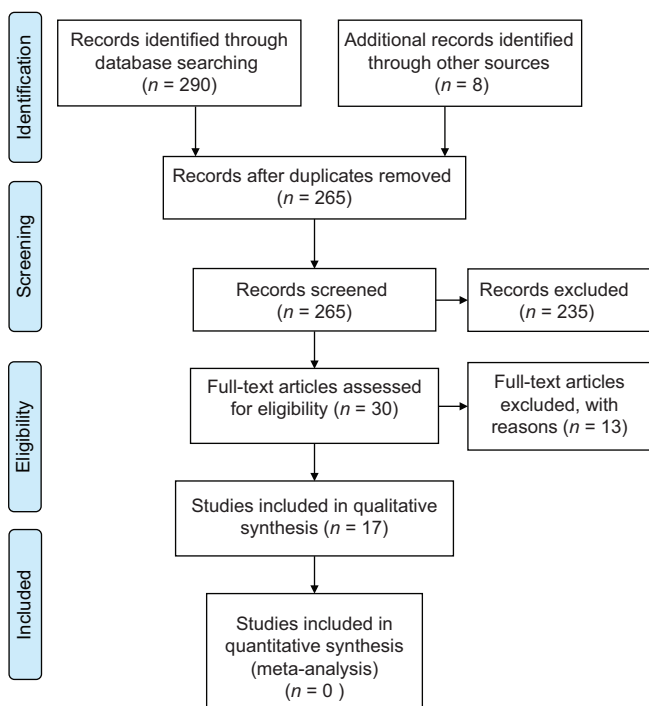 Identification
Records identified through
database searching
(n = 290)
Additional records identified
through other sources
(n = 8)
Records after duplicates removed
(n = 265)
Screening
Records screened
(n = 265)
Records excluded
(n = 235)
Eligibility
Full-text articles assessed
for eligibility (n = 30)
Full-text articles
excluded, with
reasons (n = 13)
Studies included in qualitative
synthesis (n = 17)
Included
Studies included in
quantitative synthesis
(meta-analysis)
(n = 0 )